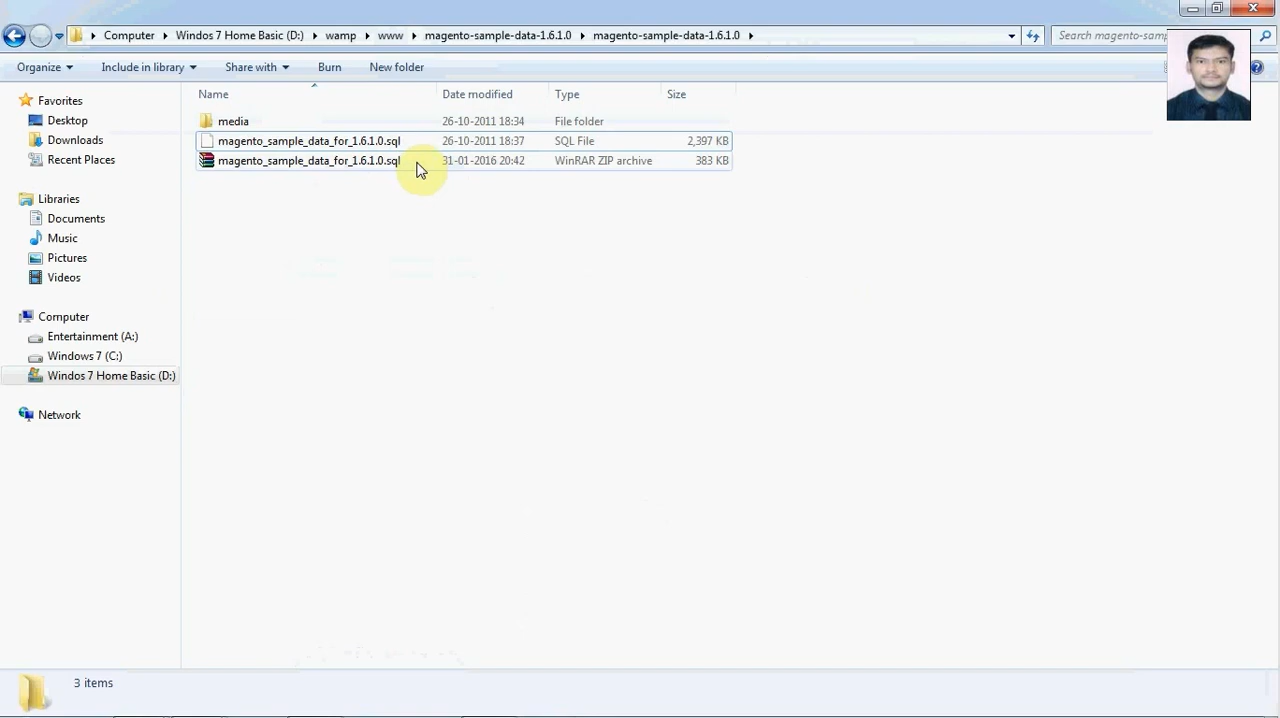 Computer Windos 7 Home Basic (D:) wamp www magento-sample-data-1.6.1.0 magento-sample-data-1.6.1.0
Search magento-samp
Organize Include in library Share with Burn New folder
Name Date modified Type Size
Favorites
Desktop
Downloads
Recent Places
Libraries
Documents
Music
Pictures
Videos
Computer
Entertainment (A:)
Windows 7 (C:)
Windos 7 Home Basic (D:)
Network
media 26-10-2011 18:34 File folder
magento_sample_data_for_1.6.1.0.sql 26-10-2011 18:37 SQL File 2,397 KB
magento_sample_data_for_1.6.1.0.sql 31-01-2016 20:42 WinRAR ZIP archive 383 KB
3 items